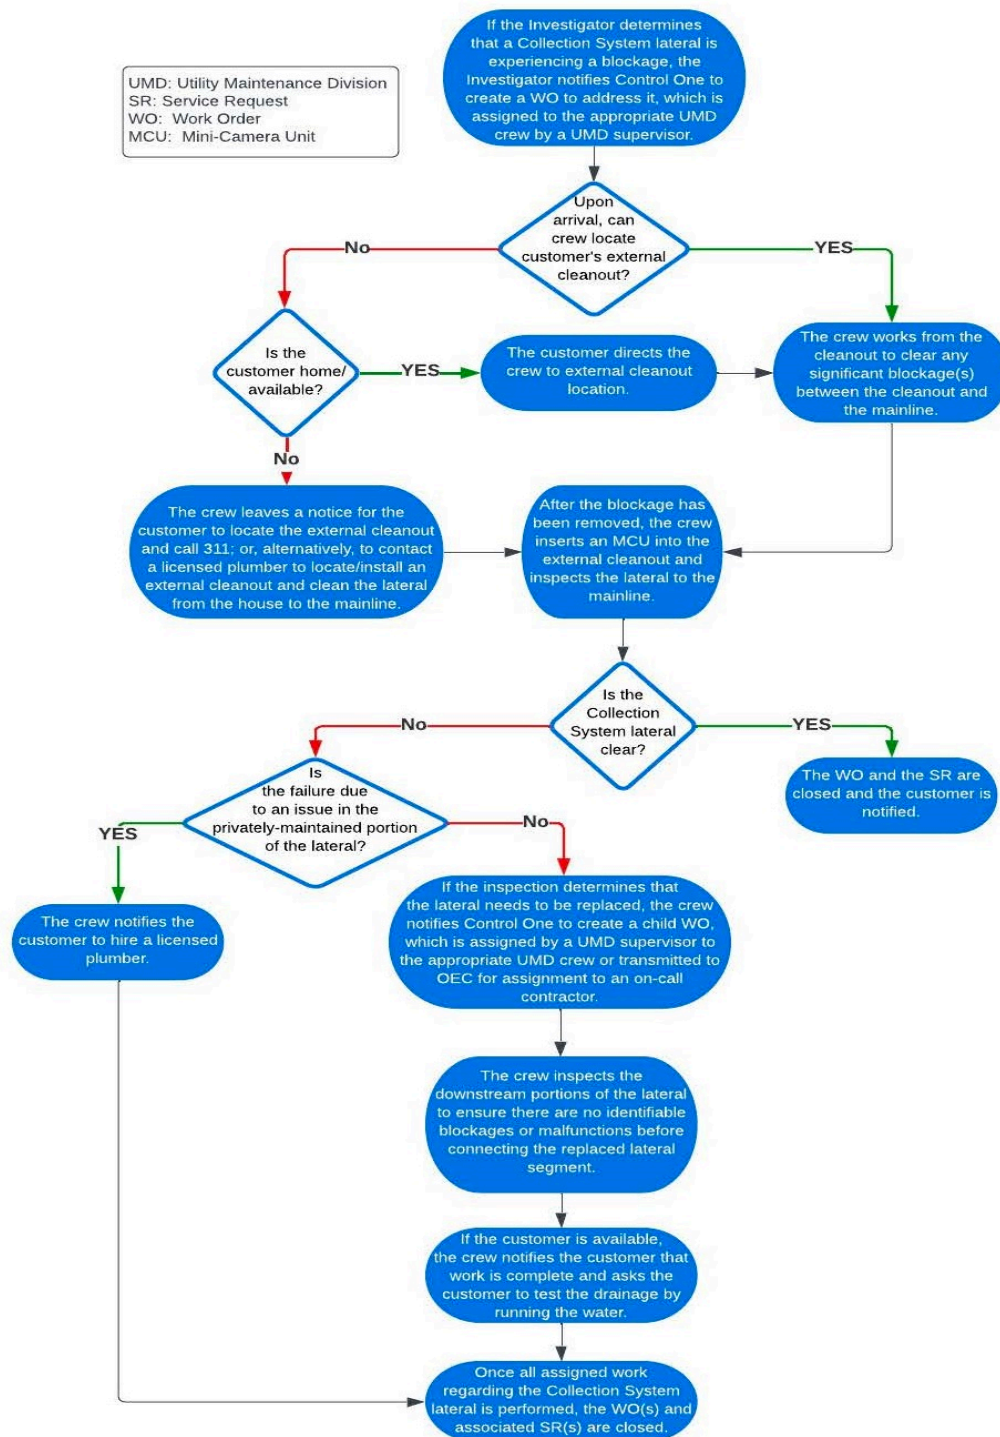 UMD: Utility Maintenance Division
SR: Service Request
WO:  Work Order
MCU:  Mini-Camera Unit
If the Investigator determines
that a Collection System lateral is
experiencing a blockage, the
Investigator notifies Control One to
create a WO to address it, which is
assigned to the appropriate UMD
crew by a UMD supervisor.
Upon
arrival, can
crew locate
customer's external
cleanout?
No
YES
Is the
customer home/
available?
YES
The customer directs the
crew to external cleanout
location.
The crew works from the
cleanout to clear any
significant blockage(s)
between the cleanout and
the mainline.
No
The crew leaves a notice for the
customer to locate the external cleanout
and call 311; or, alternatively, to contact
a licensed plumber to locate/install an
external cleanout and clean the lateral
from the house to the mainline.
After the blockage has
been removed, the crew
inserts an MCU into the
external cleanout and
inspects the lateral to the
mainline.
Is the
Collection
System lateral
clear?
No
YES
The WO and the SR are
closed and the customer is
notified.
Is
the failure due
to an issue in the
privately-maintained portion
of the lateral?
YES
No
The crew notifies the
customer to hire a licensed
plumber.
If the inspection determines that
the lateral needs to be replaced, the crew
notifies Control One to create a child WO,
which is assigned by a UMD supervisor to
the appropriate UMD crew or transmitted to
OEC for assignment to an on-call
contractor.
The crew inspects the
downstream portions of the lateral
to ensure there are no identifiable
blockages or malfunctions before
connecting the replaced lateral
segment.
If the customer is available,
the crew notifies the customer that
work is complete and asks the
customer to test the drainage by
running the water.
Once all assigned work
regarding the Collection System
lateral is performed, the WO(s) and
associated SR(s) are closed.